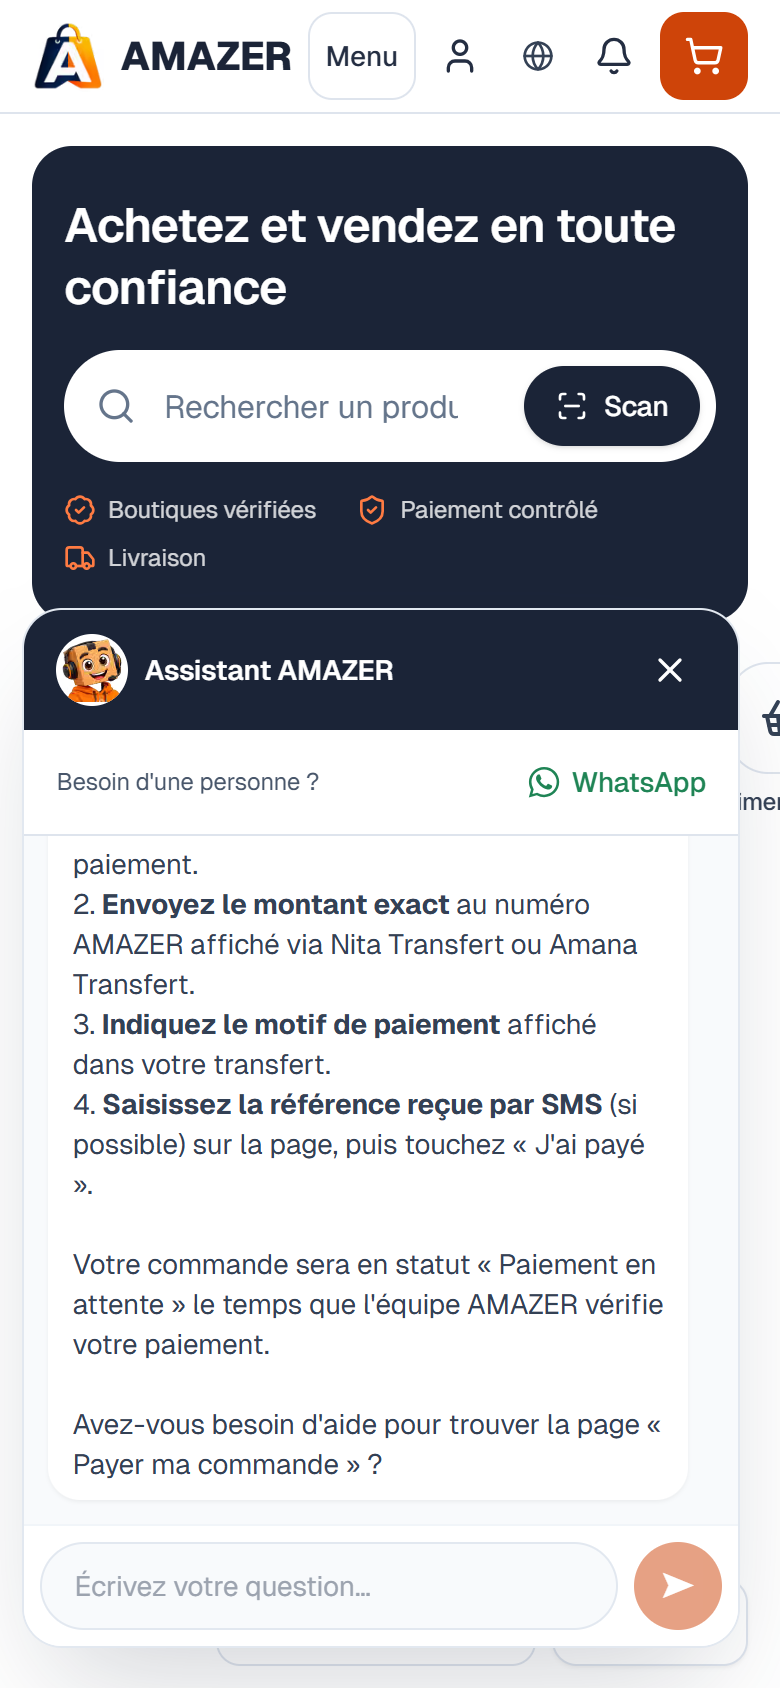 AMAZER
Menu
Achetez et vendez en toute
confiance
Rechercher un produ
Scan
Boutiques vérifiées
Paiement contrôlé
Livraison
Assistant AMAZER
Besoin d'une personne ?
WhatsApp
paiement.
2. Envoyez le montant exact au numéro
AMAZER affiché via Nita Transfert ou Amana
Transfert.
3. Indiquez le motif de paiement affiché
dans votre transfert.
4. Saisissez la référence reçue par SMS (si
possible) sur la page, puis touchez « J'ai payé
».
Votre commande sera en statut « Paiement en
attente » le temps que l'équipe AMAZER vérifie
votre paiement.
Avez-vous besoin d'aide pour trouver la page «
Payer ma commande » ?
Écrivez votre question...